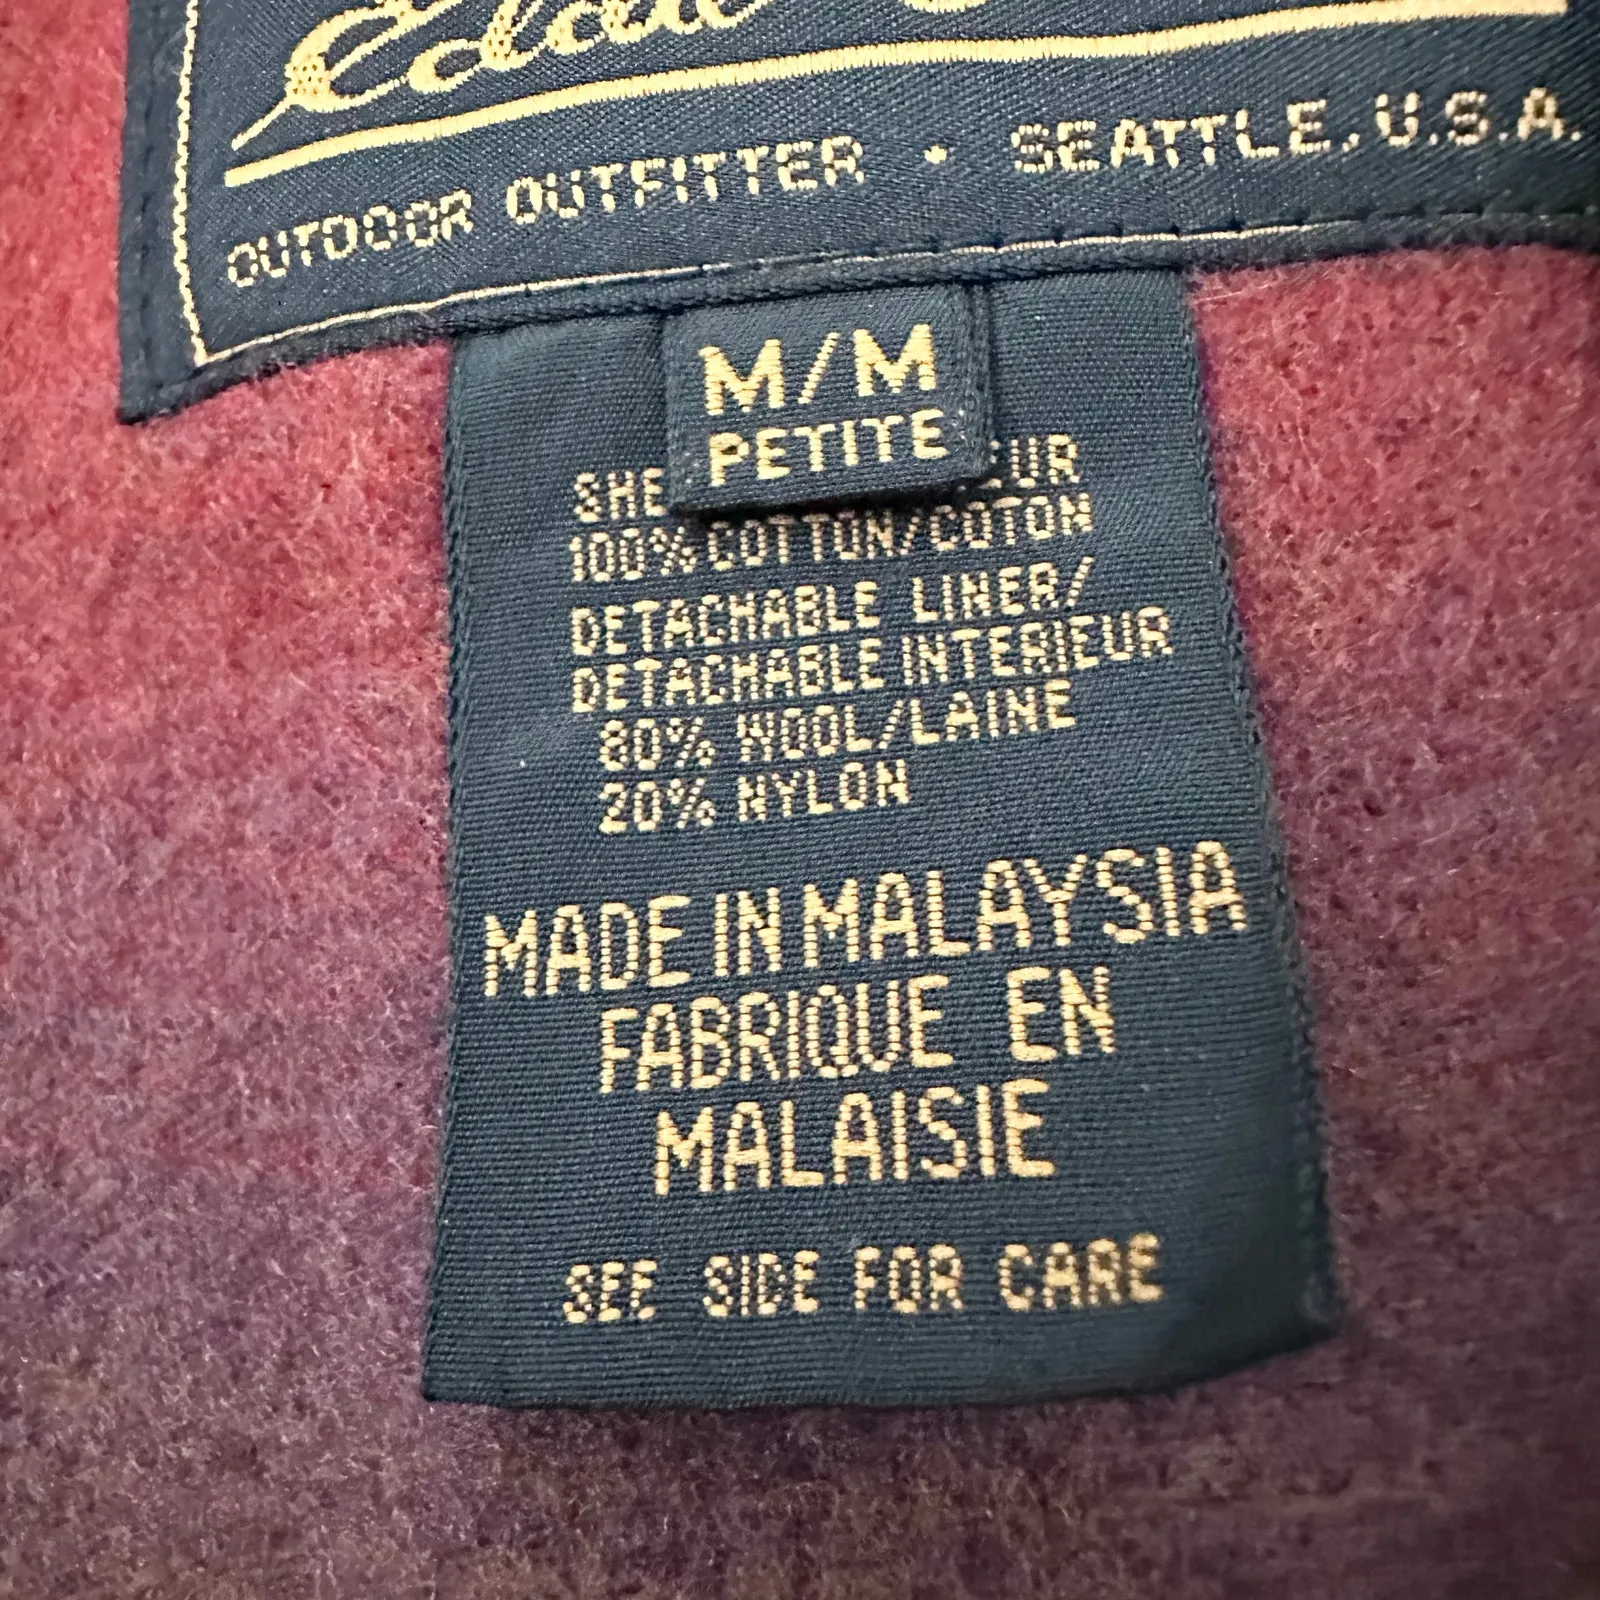 OUTDOOR OUTFITTER • SEATTLE, U.S.A.
M/M
PETITE
100% COTTON/COTON
DETACHABLE LINER/
DETACHABLE INTERIEUR
80% WOOL/LAINE
20% NYLON
MADE IN MALAYSIA
FABRIQUE EN
MALAISIE
SEE SIDE FOR CARE